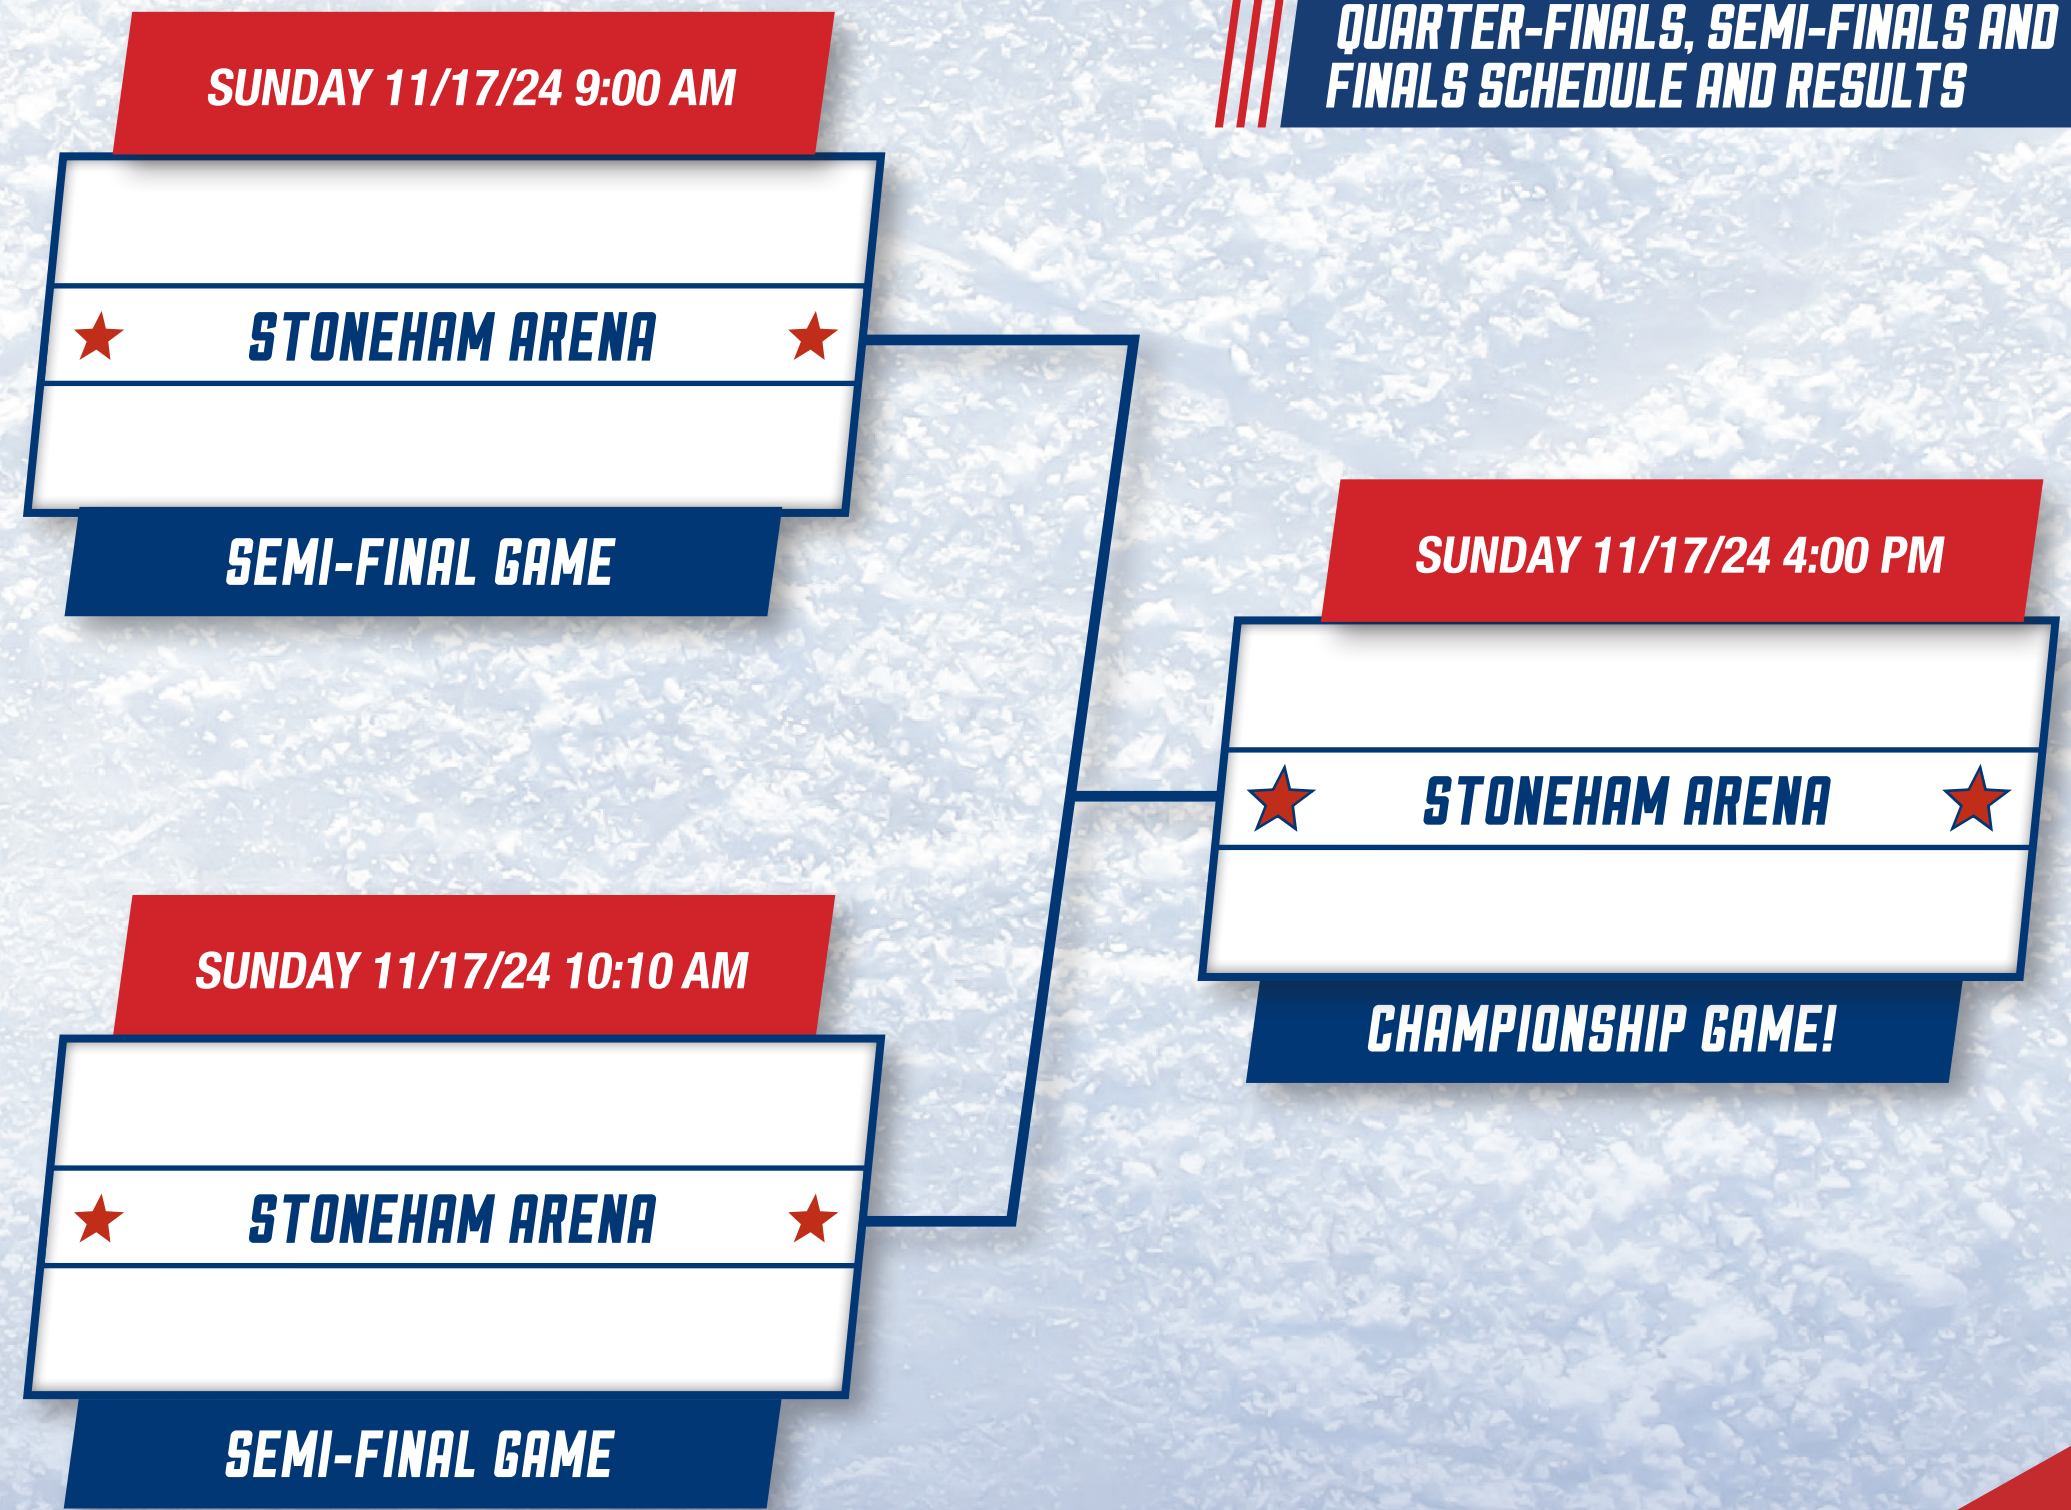 QUARTER-FINALS, SEMI-FINALS AND
FINALS SCHEDULE AND RESULTS
SUNDAY 11/17/24 9:00 AM
STONEHAM ARENA
SEMI-FINAL GAME
SUNDAY 11/17/24 4:00 PM
STONEHAM ARENA
CHAMPIONSHIP GAME!
SUNDAY 11/17/24 10:10 AM
STONEHAM ARENA
SEMI-FINAL GAME